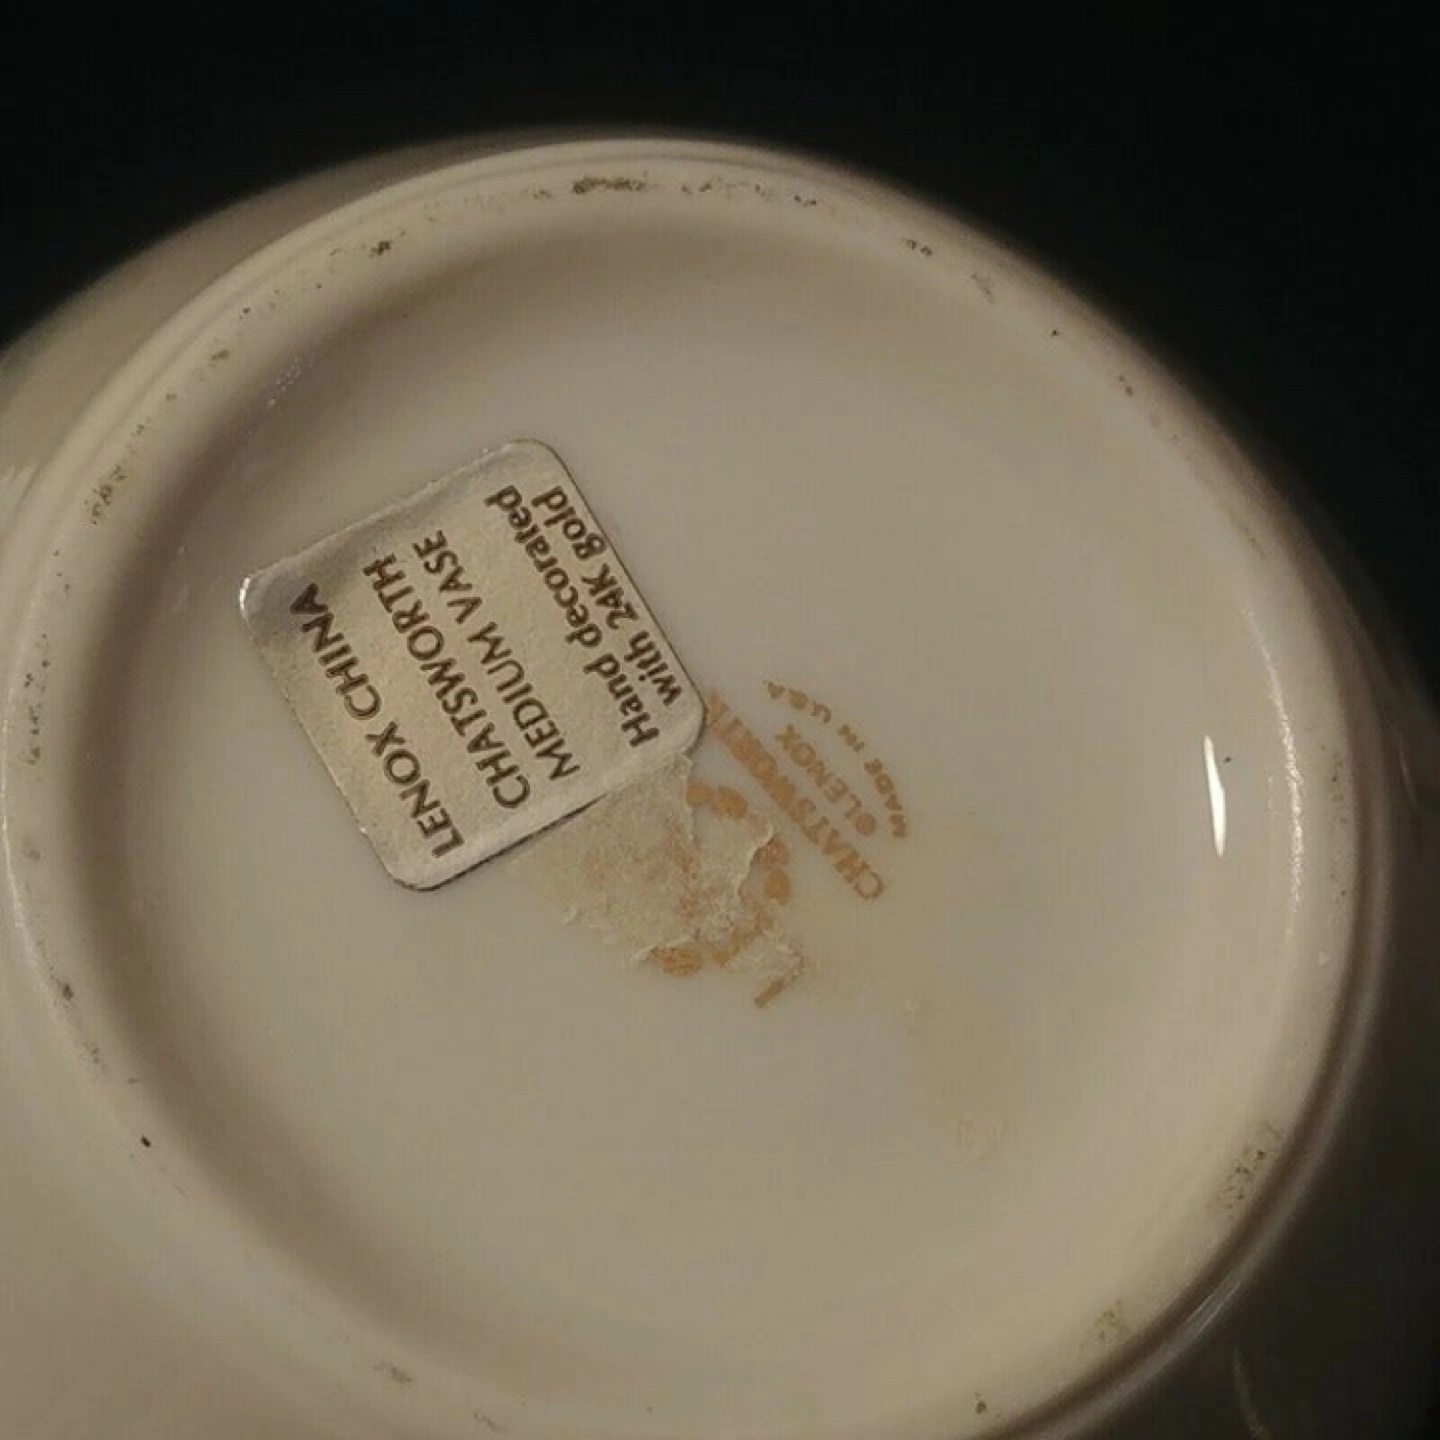 LENOX CHINA
CHATSWORTH
MEDIUM VASE
Hand decorated
with 24K gold
CHATSWORTH
©LENOX
MADE IN USA